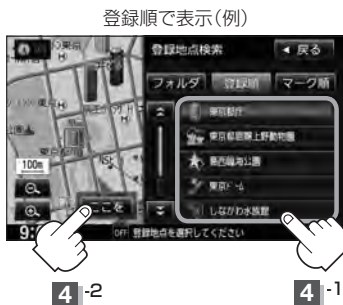 登録順で表示(例)
登録地点検索
戻る
フォルダ
登録順
マーク順
東京都庁
東京都恩賜上野動物園
葛西臨海公園
東京ドーム
しながわ水族館
100m
ここを
9:
OFF
登録地点を選択してください
4-2
4-1